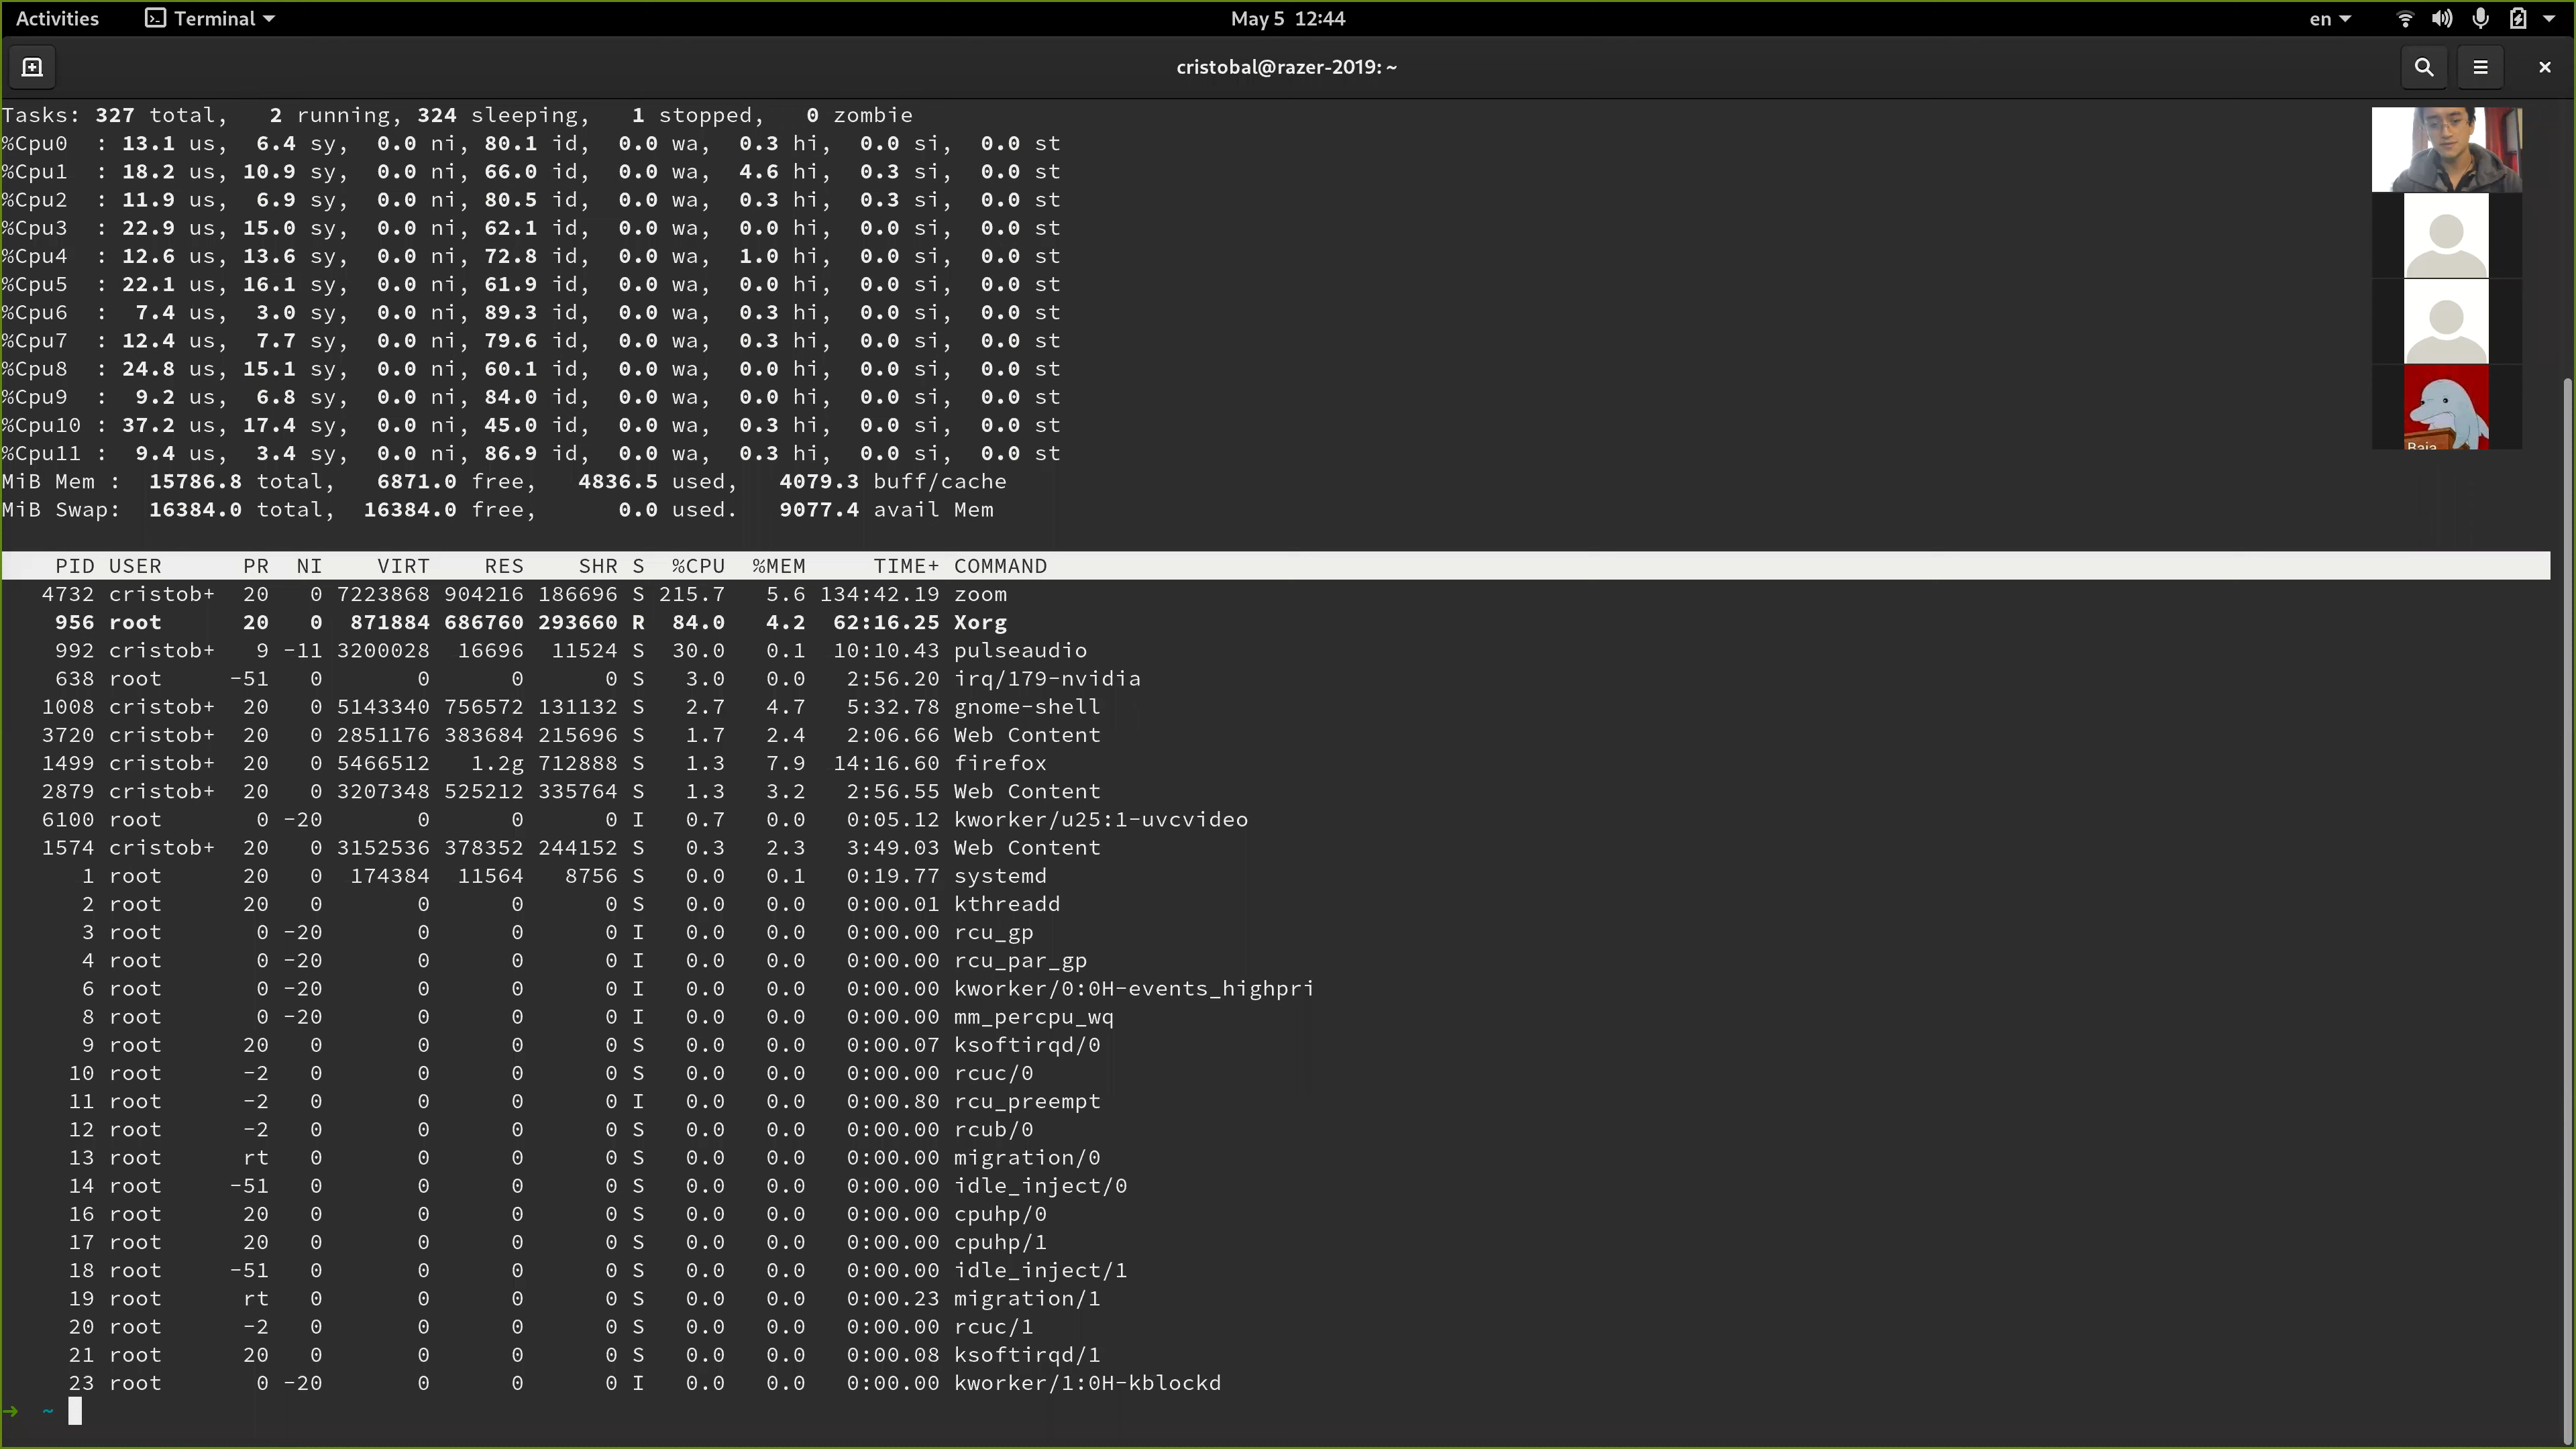 Activities Terminal May 5 12:44 en
cristobal@razer-2019: ~
Tasks: 327 total, 2 running, 324 sleeping, 1 stopped, 0 zombie
%Cpu0 : 13.1 us, 6.4 sy, 0.0 ni, 80.1 id, 0.0 wa, 0.3 hi, 0.0 si, 0.0 st
%Cpu1 : 18.2 us, 10.9 sy, 0.0 ni, 66.0 id, 0.0 wa, 4.6 hi, 0.3 si, 0.0 st
%Cpu2 : 11.9 us, 6.9 sy, 0.0 ni, 80.5 id, 0.0 wa, 0.3 hi, 0.3 si, 0.0 st
%Cpu3 : 22.9 us, 15.0 sy, 0.0 ni, 62.1 id, 0.0 wa, 0.0 hi, 0.0 si, 0.0 st
%Cpu4 : 12.6 us, 13.6 sy, 0.0 ni, 72.8 id, 0.0 wa, 1.0 hi, 0.0 si, 0.0 st
%Cpu5 : 22.1 us, 16.1 sy, 0.0 ni, 61.9 id, 0.0 wa, 0.0 hi, 0.0 si, 0.0 st
%Cpu6 : 7.4 us, 3.0 sy, 0.0 ni, 89.3 id, 0.0 wa, 0.3 hi, 0.0 si, 0.0 st
%Cpu7 : 12.4 us, 7.7 sy, 0.0 ni, 79.6 id, 0.0 wa, 0.3 hi, 0.0 si, 0.0 st
%Cpu8 : 24.8 us, 15.1 sy, 0.0 ni, 60.1 id, 0.0 wa, 0.0 hi, 0.0 si, 0.0 st
%Cpu9 : 9.2 us, 6.8 sy, 0.0 ni, 84.0 id, 0.0 wa, 0.0 hi, 0.0 si, 0.0 st
%Cpu10 : 37.2 us, 17.4 sy, 0.0 ni, 45.0 id, 0.0 wa, 0.3 hi, 0.0 si, 0.0 st
%Cpu11 : 9.4 us, 3.4 sy, 0.0 ni, 86.9 id, 0.0 wa, 0.3 hi, 0.0 si, 0.0 st
MiB Mem : 15786.8 total, 6871.0 free, 4836.5 used, 4079.3 buff/cache
MiB Swap: 16384.0 total, 16384.0 free, 0.0 used. 9077.4 avail Mem
PID USER PR NI VIRT RES SHR S %CPU %MEM TIME+ COMMAND
4732 cristob+ 20 0 7223868 904216 186696 S 215.7 5.6 134:42.19 zoom
956 root 20 0 871884 686760 293660 R 84.0 4.2 62:16.25 Xorg
992 cristob+ 9 -11 3200028 16696 11524 S 30.0 0.1 10:10.43 pulseaudio
638 root -51 0 0 0 0 S 3.0 0.0 2:56.20 irq/179-nvidia
1008 cristob+ 20 0 5143340 756572 131132 S 2.7 4.7 5:32.78 gnome-shell
3720 cristob+ 20 0 2851176 383684 215696 S 1.7 2.4 2:06.66 Web Content
1499 cristob+ 20 0 5466512 1.2g 712888 S 1.3 7.9 14:16.60 firefox
2879 cristob+ 20 0 3207348 525212 335764 S 1.3 3.2 2:56.55 Web Content
6100 root 0 -20 0 0 0 I 0.7 0.0 0:05.12 kworker/u25:1-uvcvideo
1574 cristob+ 20 0 3152536 378352 244152 S 0.3 2.3 3:49.03 Web Content
1 root 20 0 174384 11564 8756 S 0.0 0.1 0:19.77 systemd
2 root 20 0 0 0 0 S 0.0 0.0 0:00.01 kthreadd
3 root 0 -20 0 0 0 I 0.0 0.0 0:00.00 rcu_gp
4 root 0 -20 0 0 0 I 0.0 0.0 0:00.00 rcu_par_gp
6 root 0 -20 0 0 0 I 0.0 0.0 0:00.00 kworker/0:0H-events_highpri
8 root 0 -20 0 0 0 I 0.0 0.0 0:00.00 mm_percpu_wq
9 root 20 0 0 0 0 S 0.0 0.0 0:00.07 ksoftirqd/0
10 root -2 0 0 0 0 S 0.0 0.0 0:00.00 rcuc/0
11 root -2 0 0 0 0 I 0.0 0.0 0:00.80 rcu_preempt
12 root -2 0 0 0 0 S 0.0 0.0 0:00.00 rcub/0
13 root rt 0 0 0 0 S 0.0 0.0 0:00.00 migration/0
14 root -51 0 0 0 0 S 0.0 0.0 0:00.00 idle_inject/0
16 root 20 0 0 0 0 S 0.0 0.0 0:00.00 cpuhp/0
17 root 20 0 0 0 0 S 0.0 0.0 0:00.00 cpuhp/1
18 root -51 0 0 0 0 S 0.0 0.0 0:00.00 idle_inject/1
19 root rt 0 0 0 0 S 0.0 0.0 0:00.23 migration/1
20 root -2 0 0 0 0 S 0.0 0.0 0:00.00 rcuc/1
21 root 20 0 0 0 0 S 0.0 0.0 0:00.08 ksoftirqd/1
23 root 0 -20 0 0 0 I 0.0 0.0 0:00.00 kworker/1:0H-kblockd
→ ~